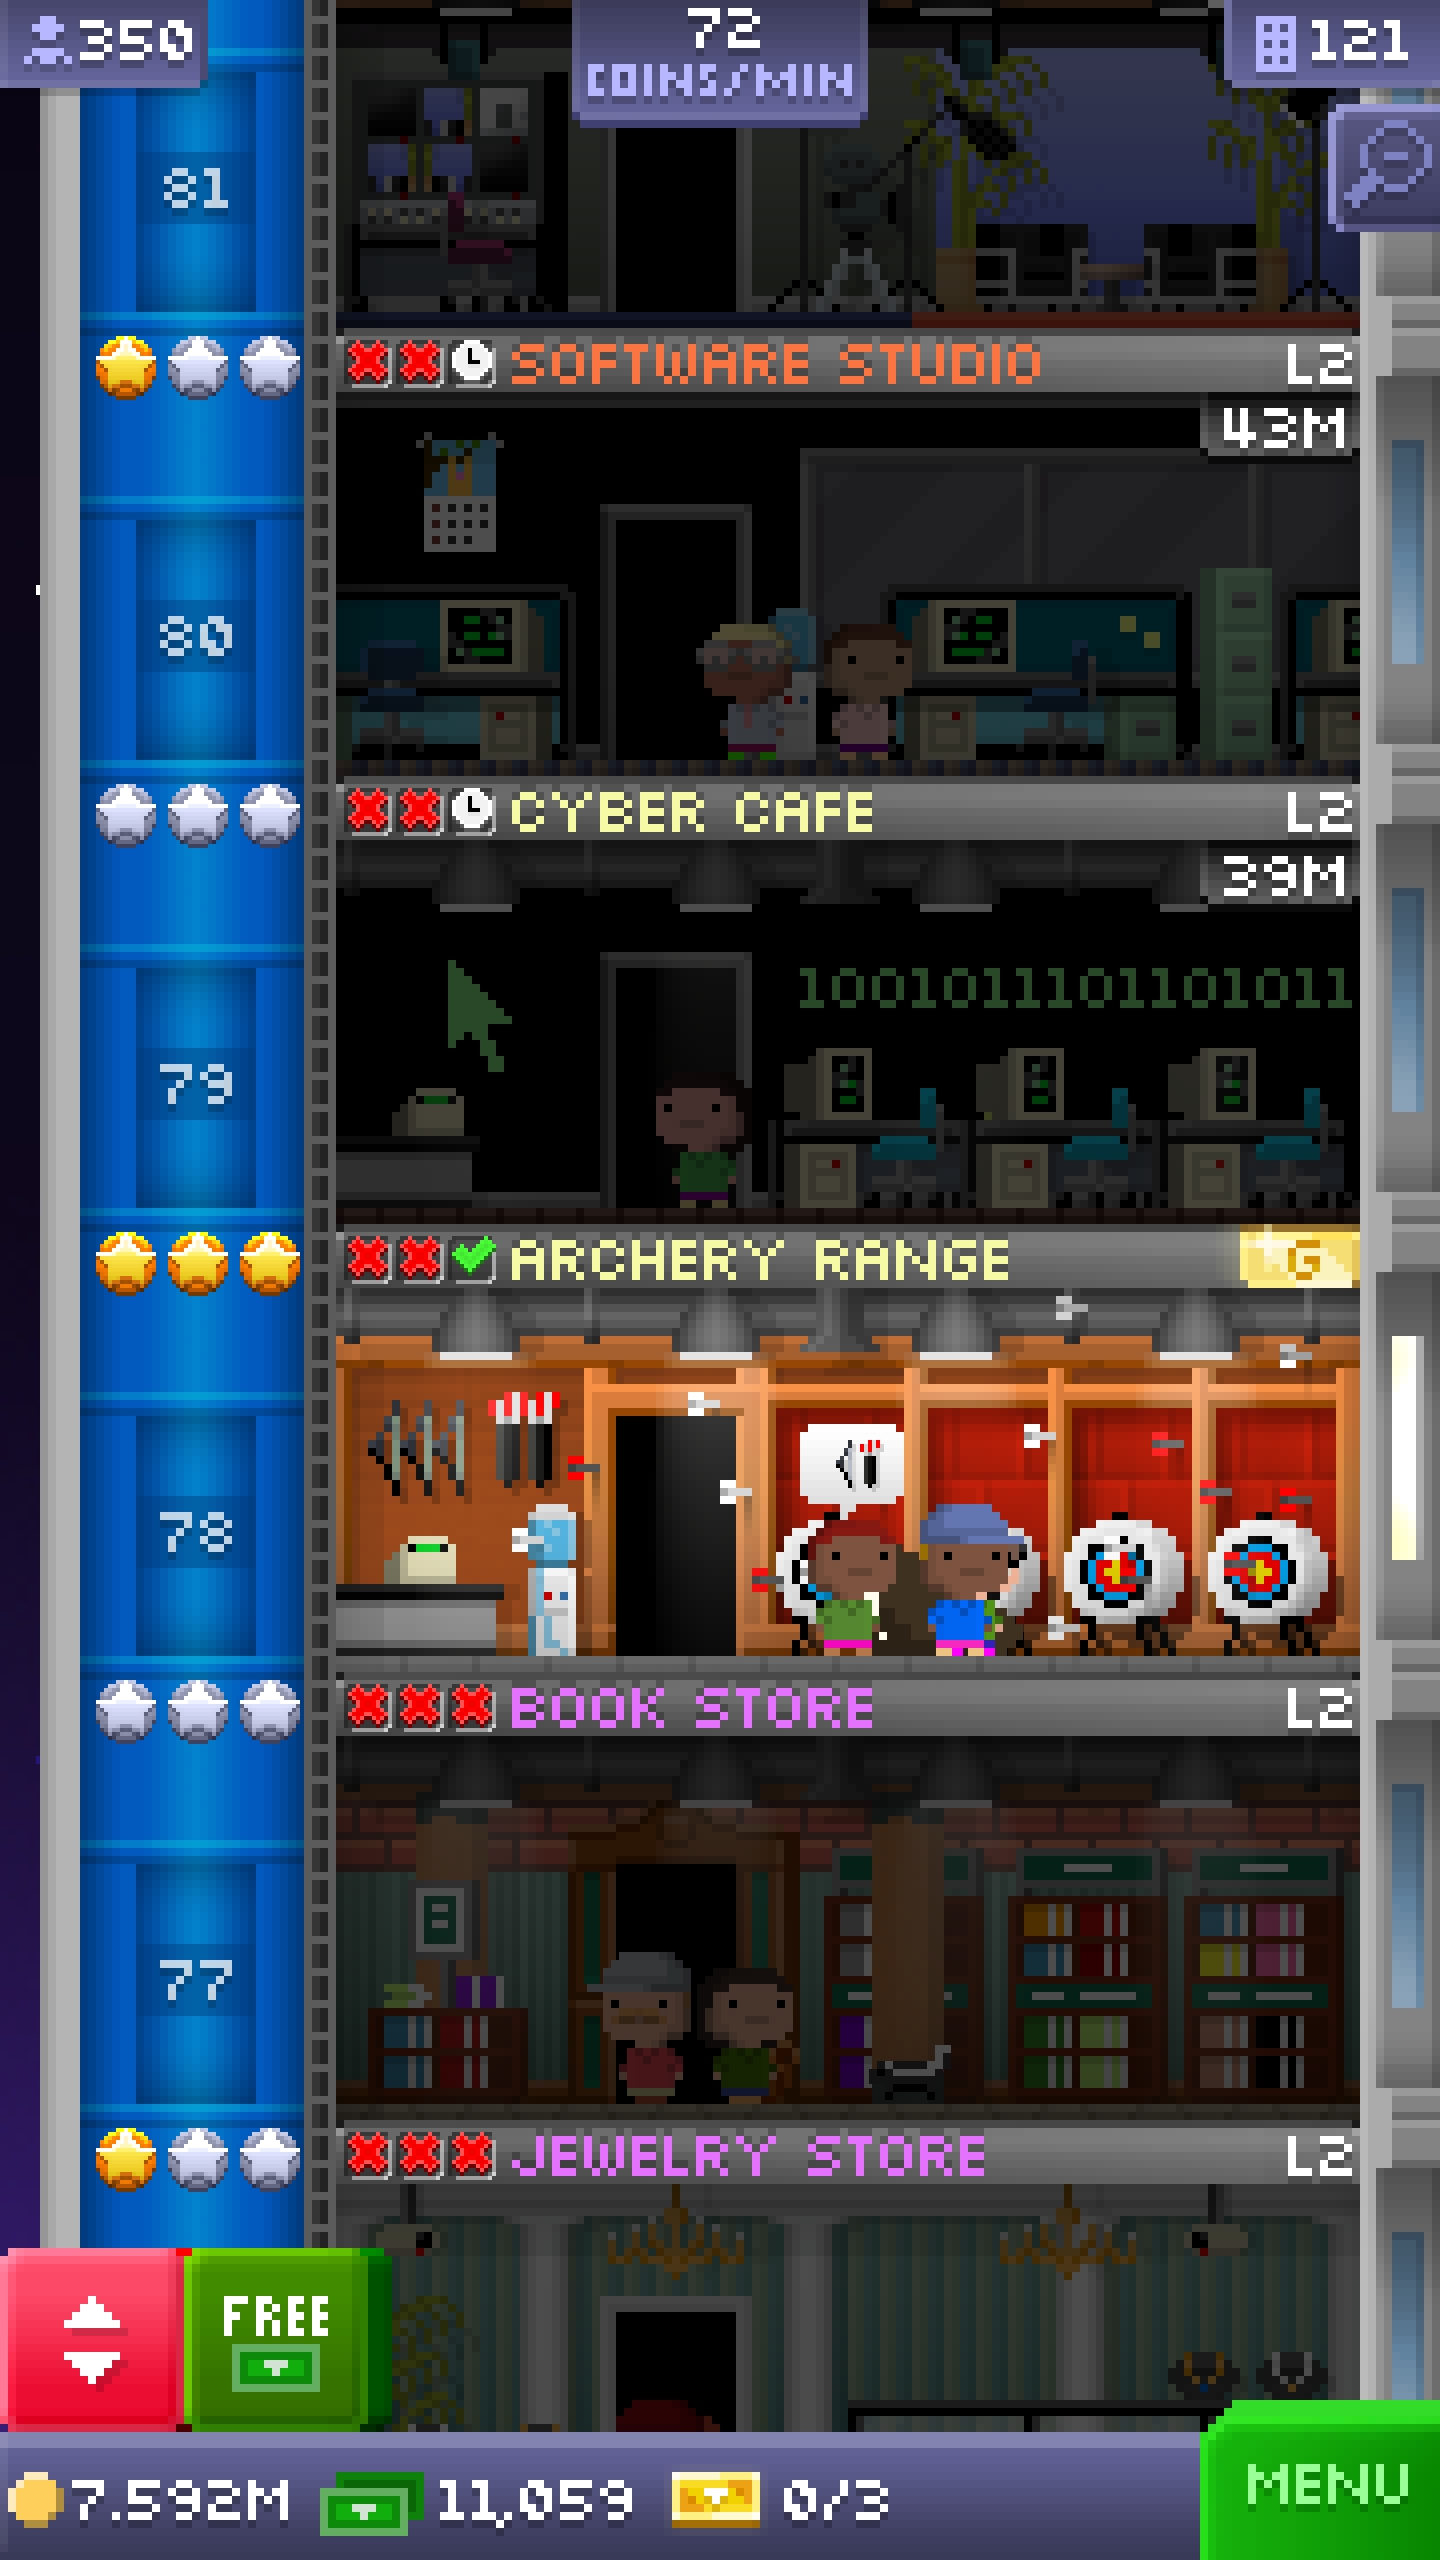 350
72
COINS/MIN
121
81
SOFTWARE STUDIO L2
43M
80
CYBER CAFE L2
39M
1001011101101011
79
ARCHERY RANGE G
78
BOOK STORE L2
77
JEWELRY STORE L2
FREE
7.592M 11,059 0/3
MENU